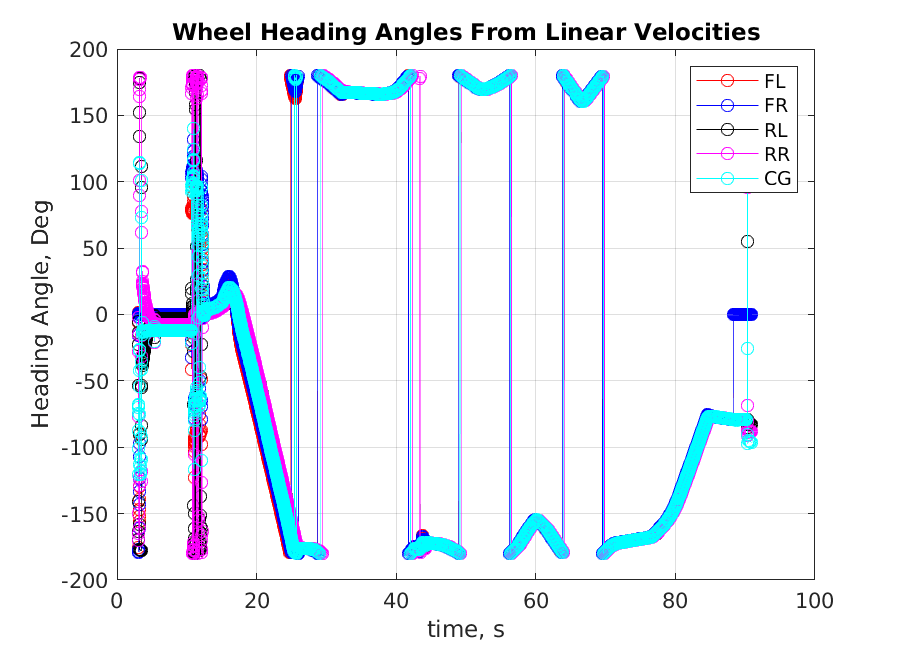 Wheel Heading Angles From Linear Velocities
200
150
100
50
0
-50
-100
-150
-200
Heading Angle, Deg
0
20
40
60
80
100
time, s
FL
FR
RL
RR
CG